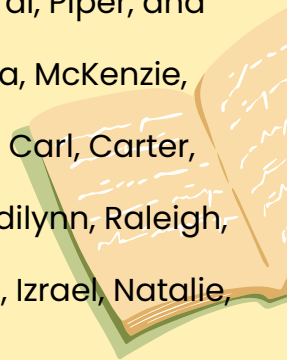 Piper, and
McKenzie,
Carl, Carter,
Raleigh,
, Izrael, Natalie,